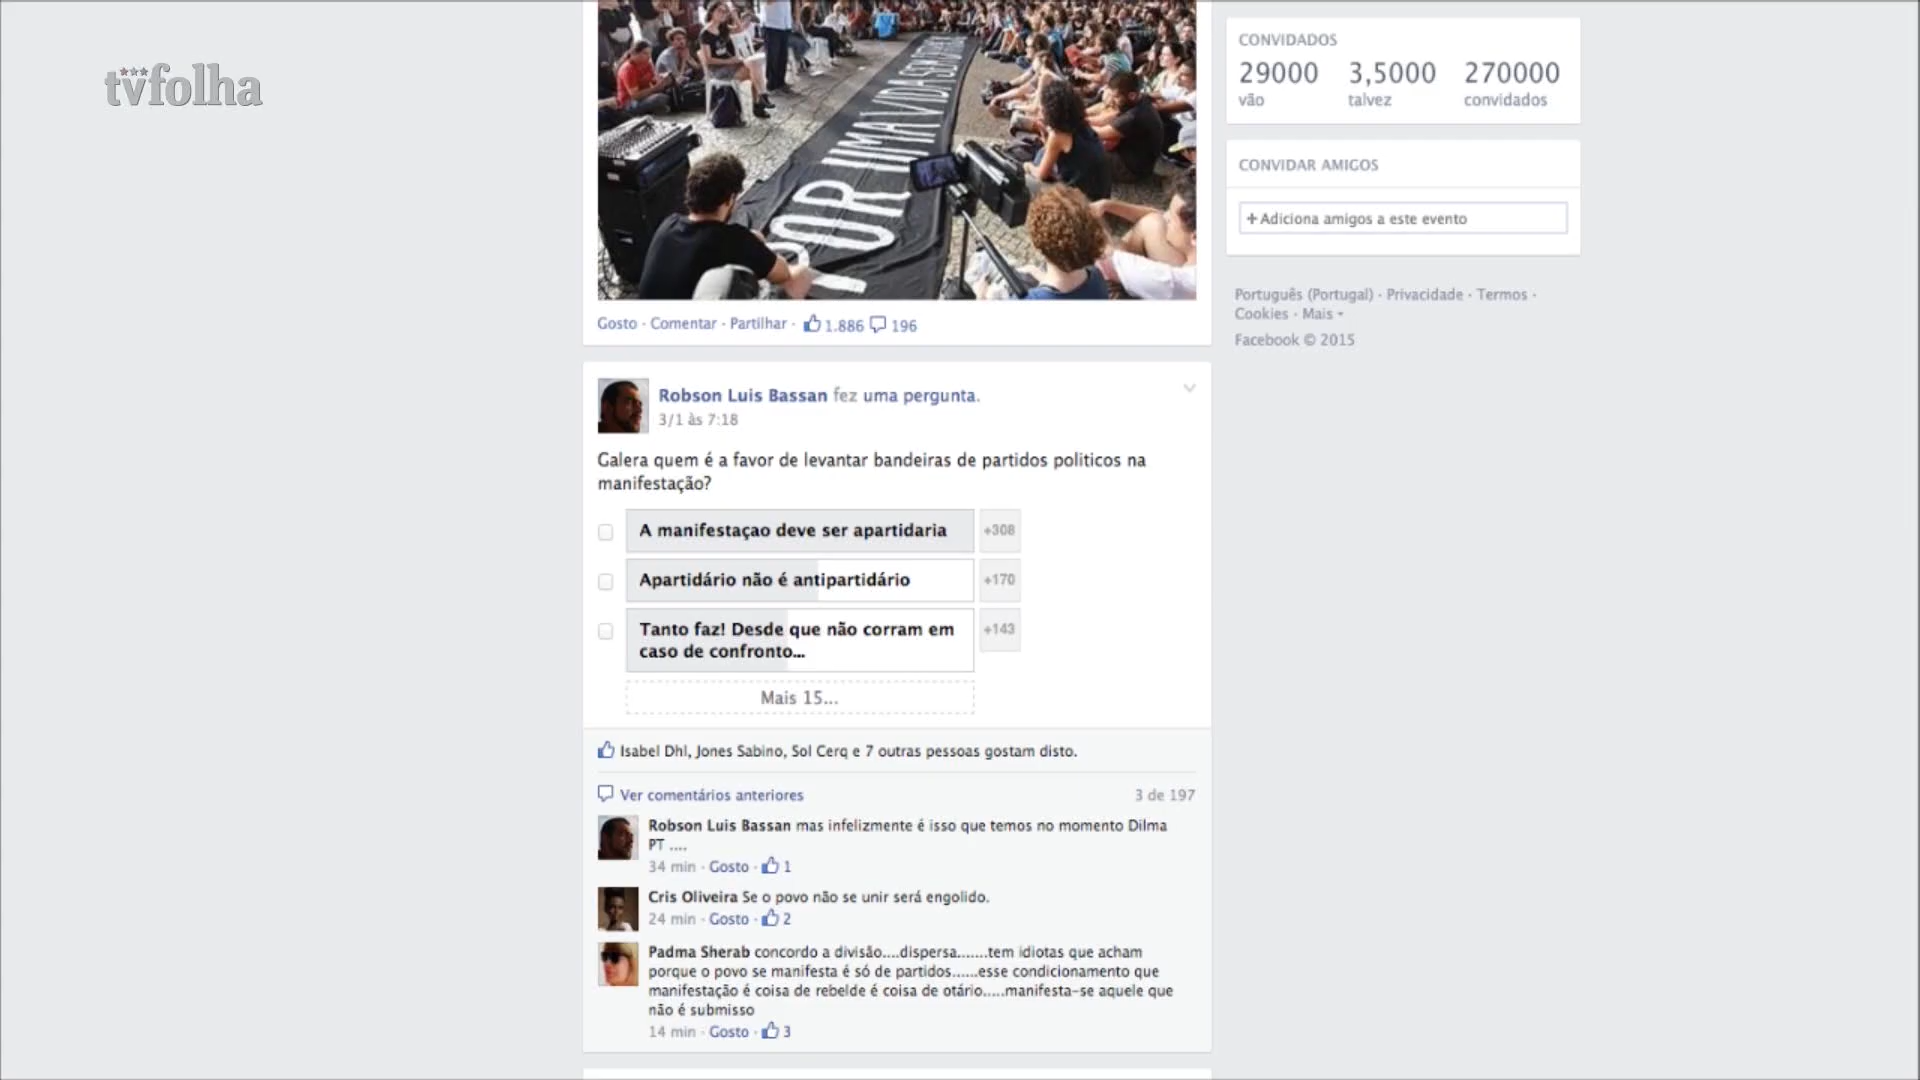 tvfolha
POR UMA VIDA SEM
Gosto · Comentar · Partilhar · 1.886 196
Robson Luis Bassan fez uma pergunta.
3/1 às 7:18
Galera quem é a favor de levantar bandeiras de partidos politicos na
manifestação?
A manifestaçao deve ser apartidaria +308
Apartidário não é antipartidário +170
Tanto faz! Desde que não corram em
caso de confronto...
+143
Mais 15...
Isabel Dhl, Jones Sabino, Sol Cerq e 7 outras pessoas gostam disto.
Ver comentários anteriores 3 de 197
Robson Luis Bassan mas infelizmente é isso que temos no momento Dilma
PT ....
34 min · Gosto · 1
Cris Oliveira Se o povo não se unir será engolido.
24 min · Gosto · 2
Padma Sherab concordo a divisão....dispersa.......tem idiotas que acham
porque o povo se manifesta é só de partidos......esse condicionamento que
manifestação é coisa de rebelde é coisa de otário.....manifesta-se aquele que
não é submisso
14 min · Gosto · 3
CONVIDADOS
29000 3,5000 270000
vão talvez convidados
CONVIDAR AMIGOS
+ Adiciona amigos a este evento
Português (Portugal) · Privacidade · Termos ·
Cookies · Mais
Facebook © 2015